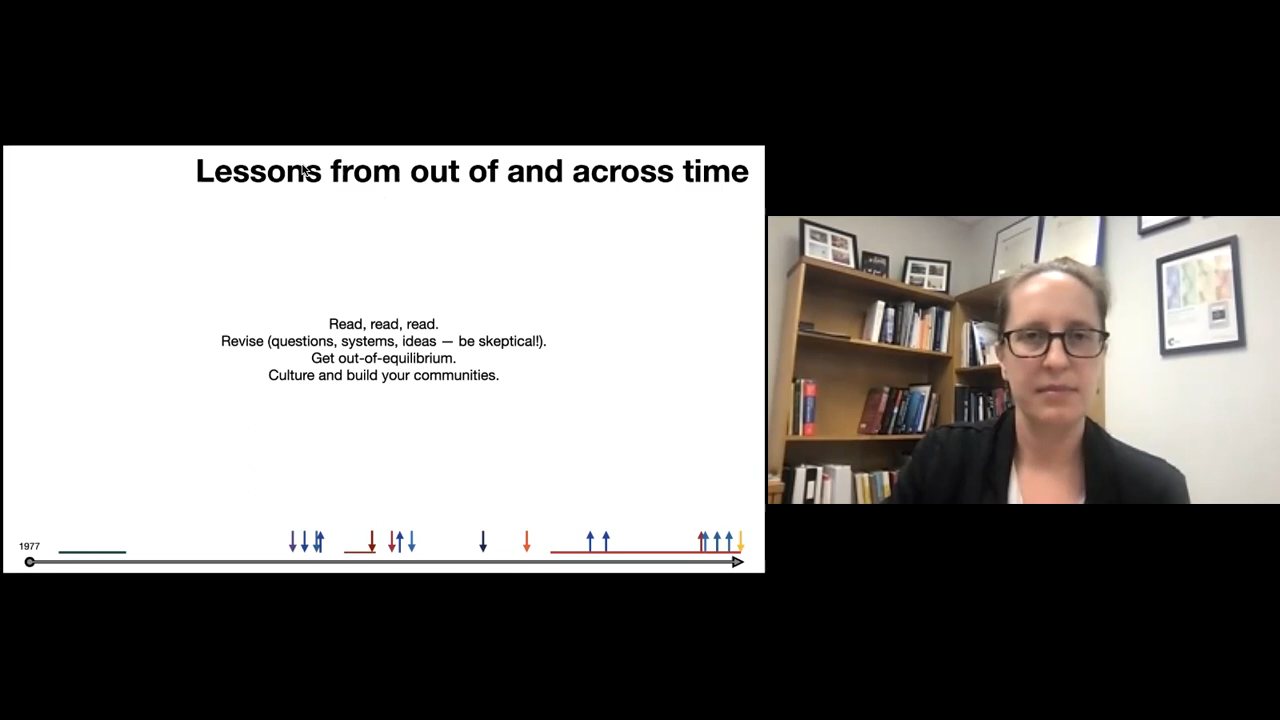 Lessons from out of and across time
Read, read, read.
Revise (questions, systems, ideas — be skeptical!).
Get out-of-equilibrium.
Culture and build your communities.
1977